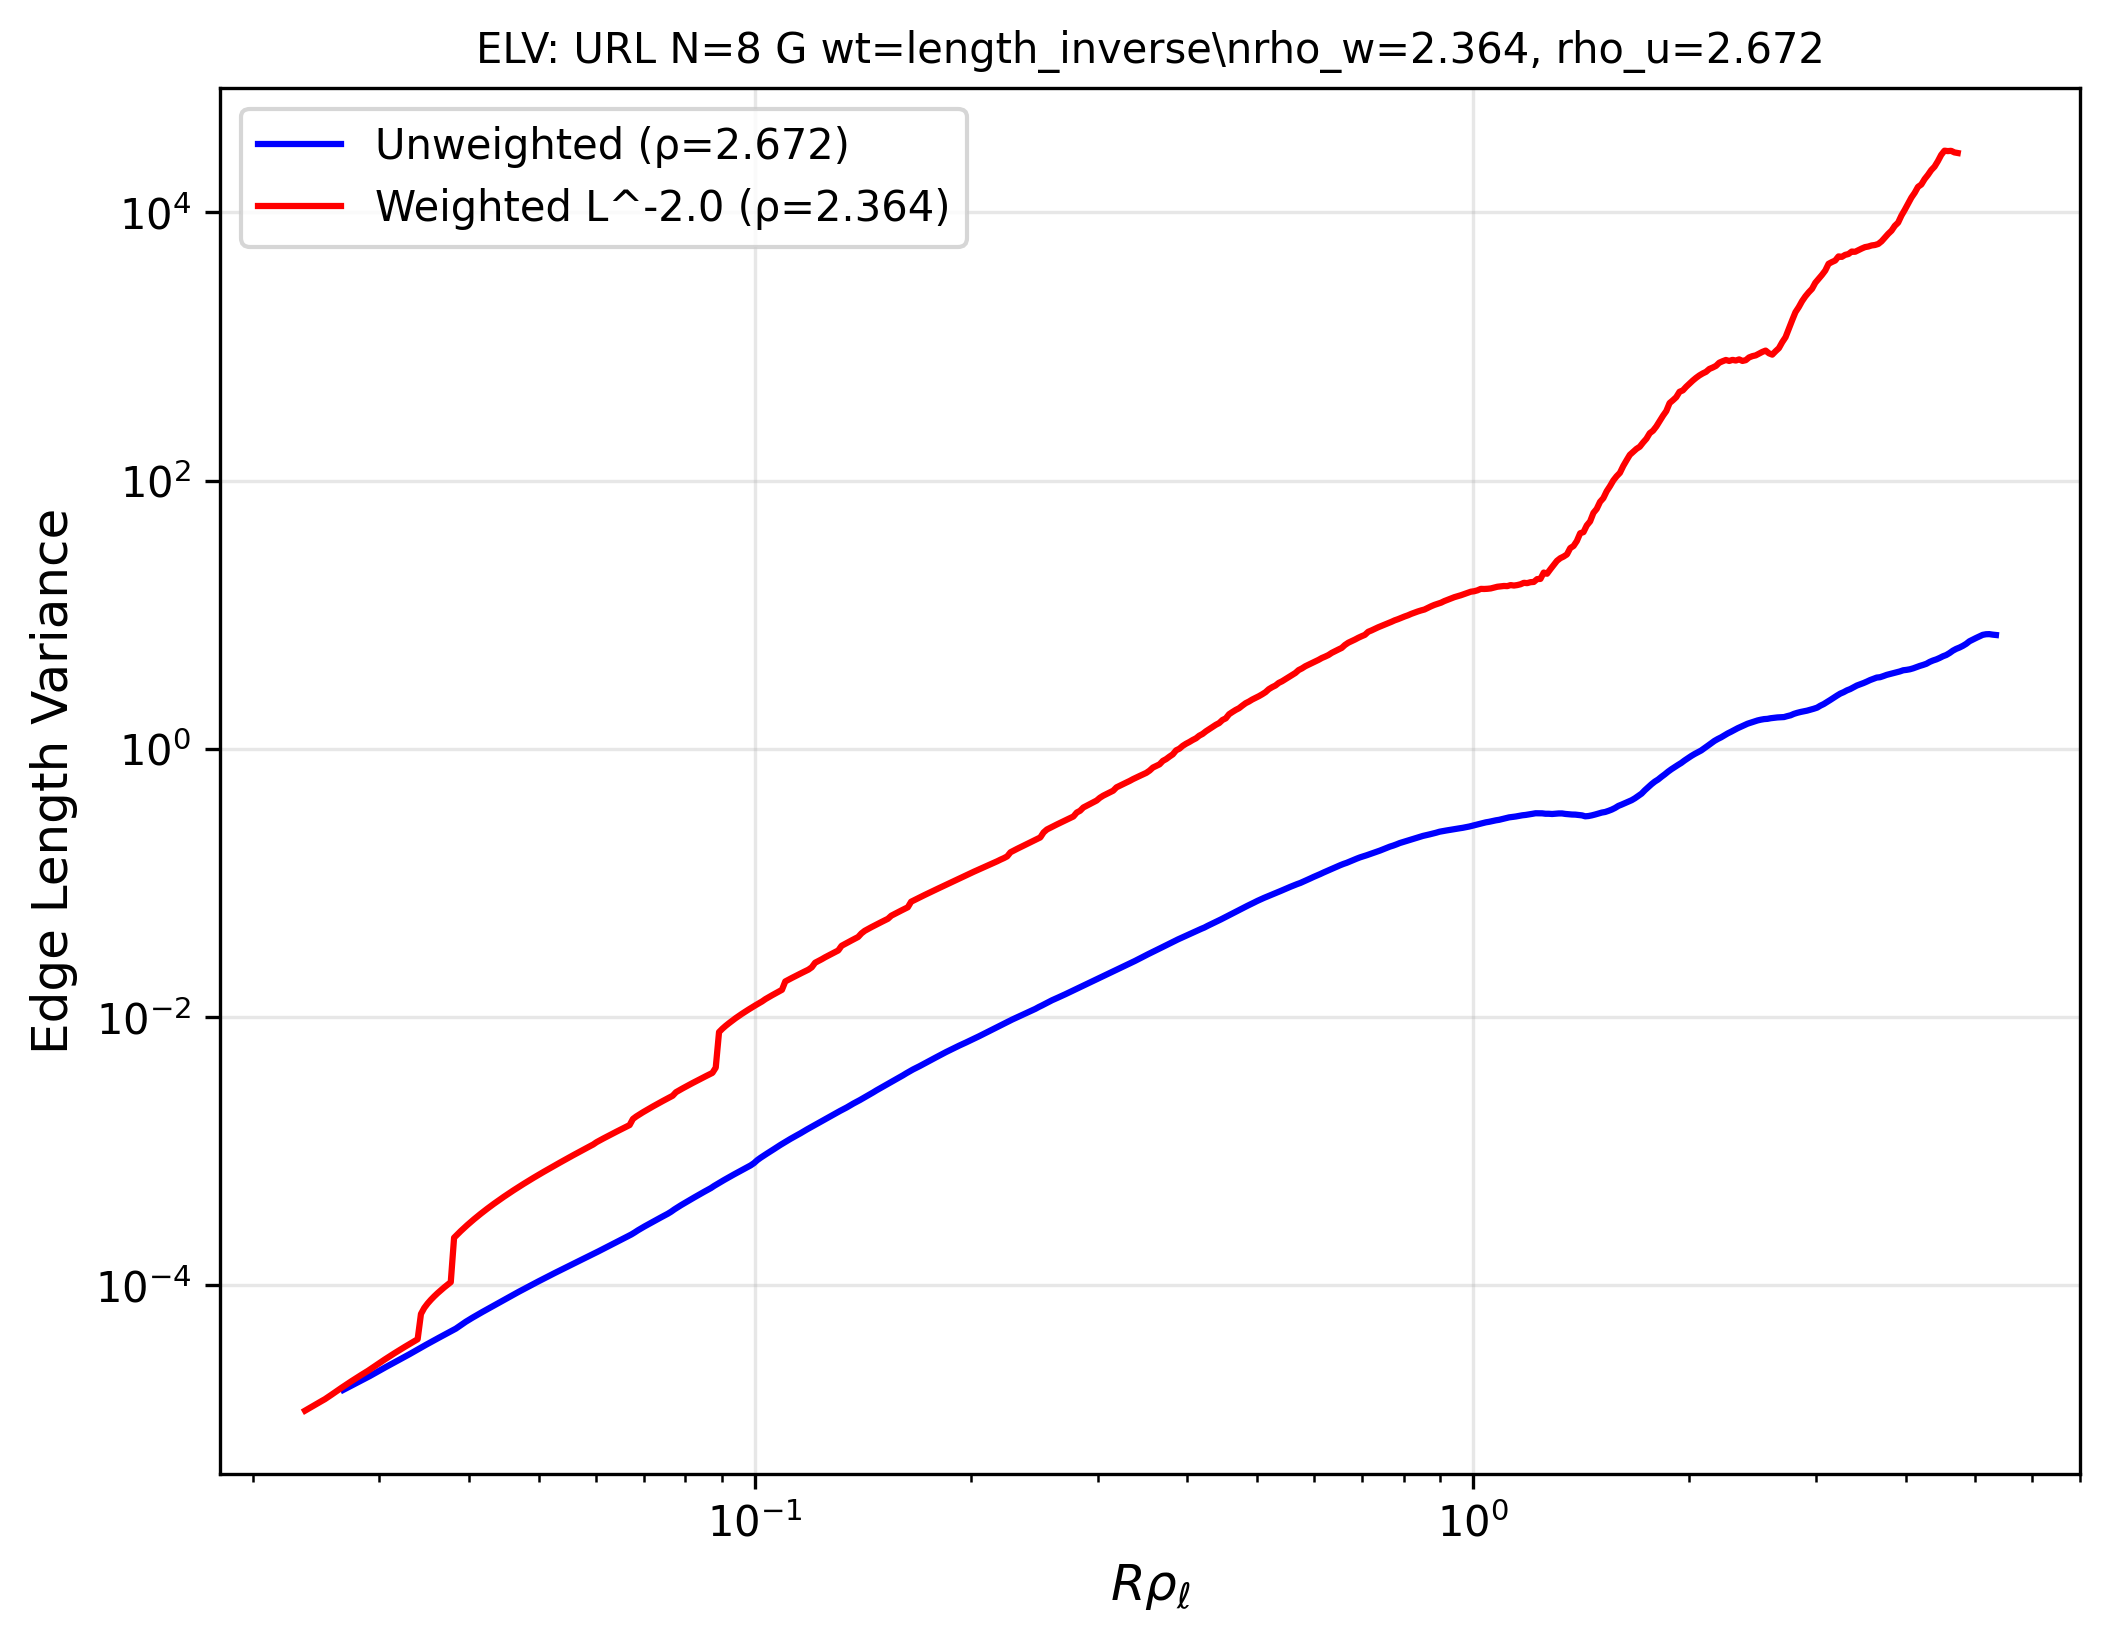 ELV: URL N=8 G wt=length_inverse\nrho_w=2.364, rho_u=2.672
Unweighted (ρ=2.672)
Weighted L^-2.0 (ρ=2.364)
Edge Length Variance
10⁴
10²
10⁰
10⁻²
10⁻⁴
10⁻¹
10⁰
Rρ_ℓ